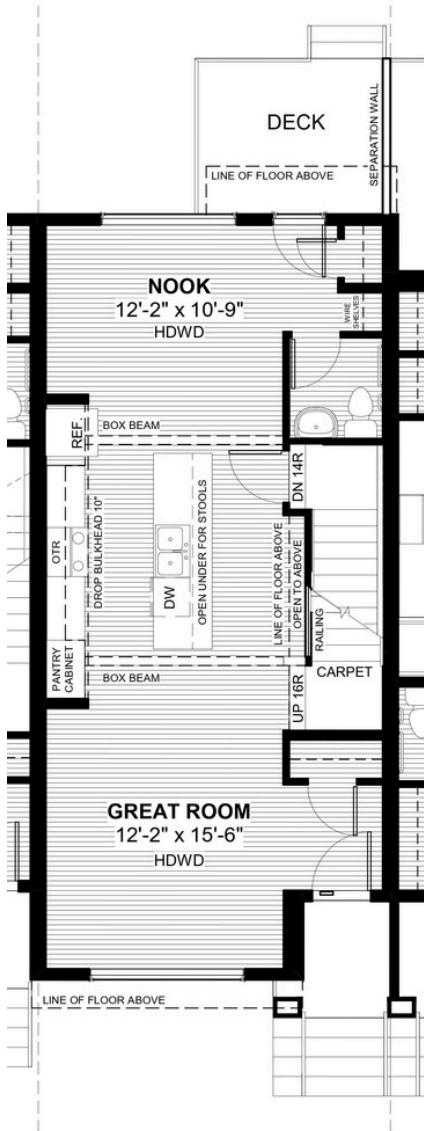 DECK
SEPARATION WALL
LINE OF FLOOR ABOVE
NOOK
12'-2" x 10'-9"
HDWD
WIRE
SHELVES
REF.
BOX BEAM
DN 14R
DROP BULKHEAD 10"
OTR
DW
OPEN UNDER FOR STOOLS
LINE OF FLOOR ABOVE
OPEN TO ABOVE
RAILING
PANTRY
CABINET
CARPET
BOX BEAM
UP 16R
GREAT ROOM
12'-2" x 15'-6"
HDWD
LINE OF FLOOR ABOVE